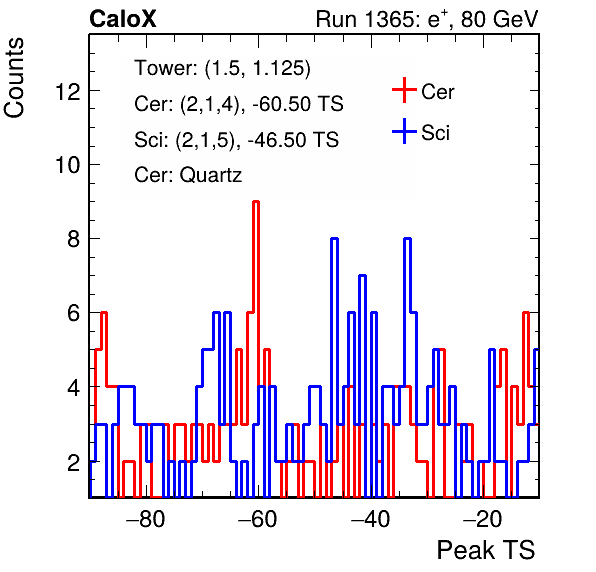 CaloX Run 1365: e⁺, 80 GeV
Counts
Tower: (1.5, 1.125)
Cer: (2,1,4), -60.50 TS
Sci: (2,1,5), -46.50 TS
Cer: Quartz
Cer
Sci
12
10
8
6
4
2
−80 −60 −40 −20
Peak TS